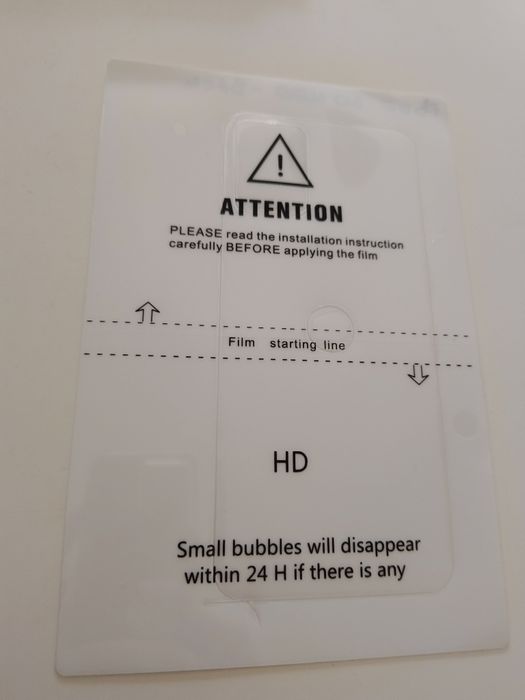 !
ATTENTION
PLEASE read the installation instruction
carefully BEFORE applying the film
Film starting line
HD
Small bubbles will disappear
within 24 H if there is any